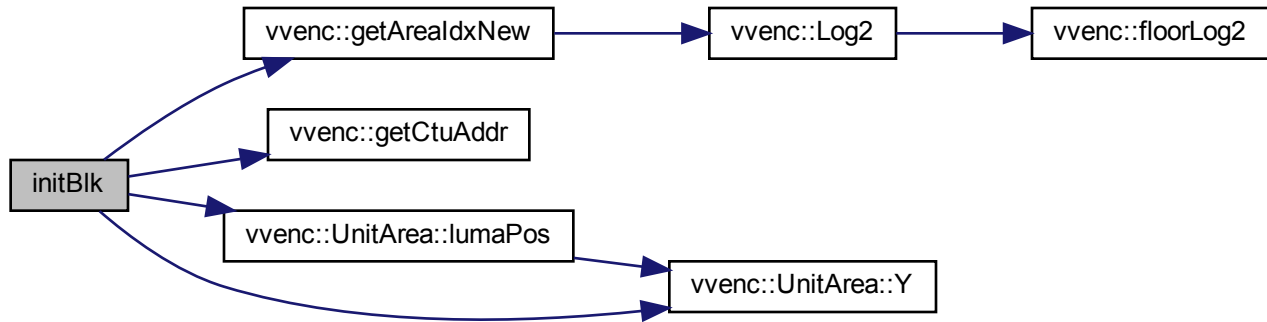 vvenc::getAreaIdxNew
vvenc::Log2
vvenc::floorLog2
vvenc::getCtuAddr
initBlk
vvenc::UnitArea::lumaPos
vvenc::UnitArea::Y